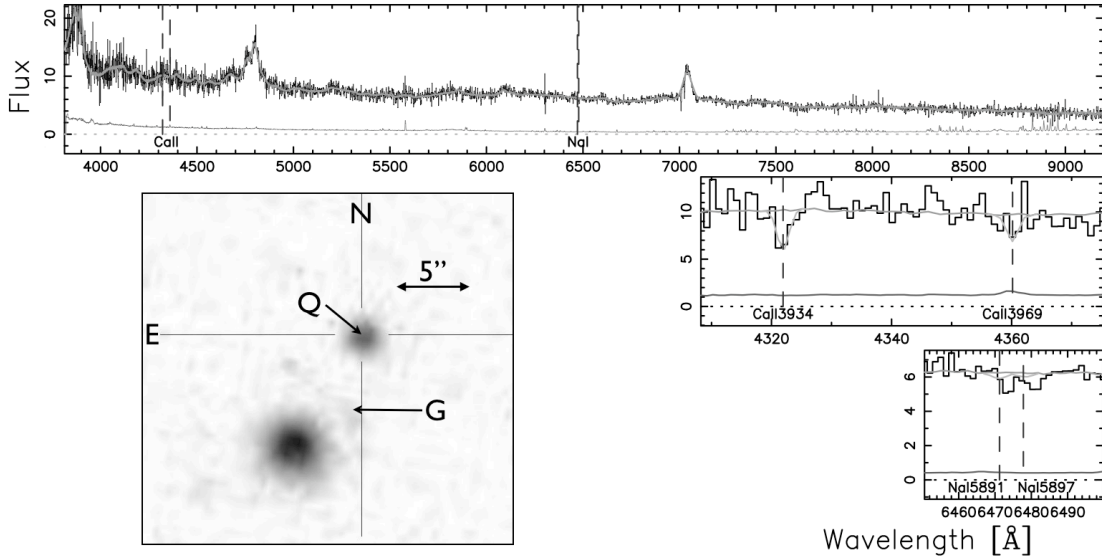 Flux
20
10
0
CaII
NaI
4000 4500 5000 5500 6000 6500 7000 7500 8000 8500 9000
10
5
0
CaII3934
CaII3969
4320 4340 4360
6
4
2
0
NaI5891 NaI5897
6460 6470 6480 6490
Wavelength [Å]
N
5’’
Q
E
G